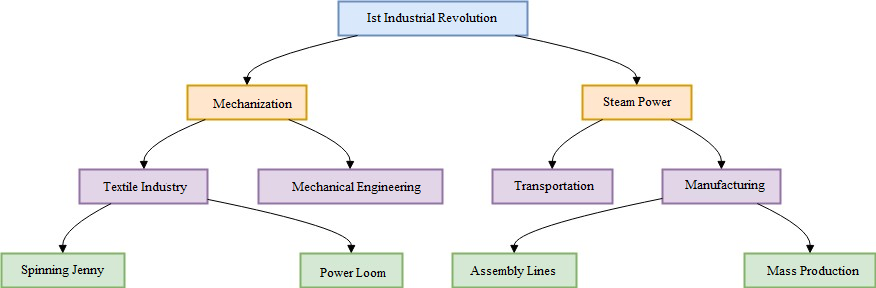 Ist Industrial Revolution
Mechanization
Steam Power
Textile Industry
Mechanical Engineering
Transportation
Manufacturing
Spinning Jenny
Power Loom
Assembly Lines
Mass Production